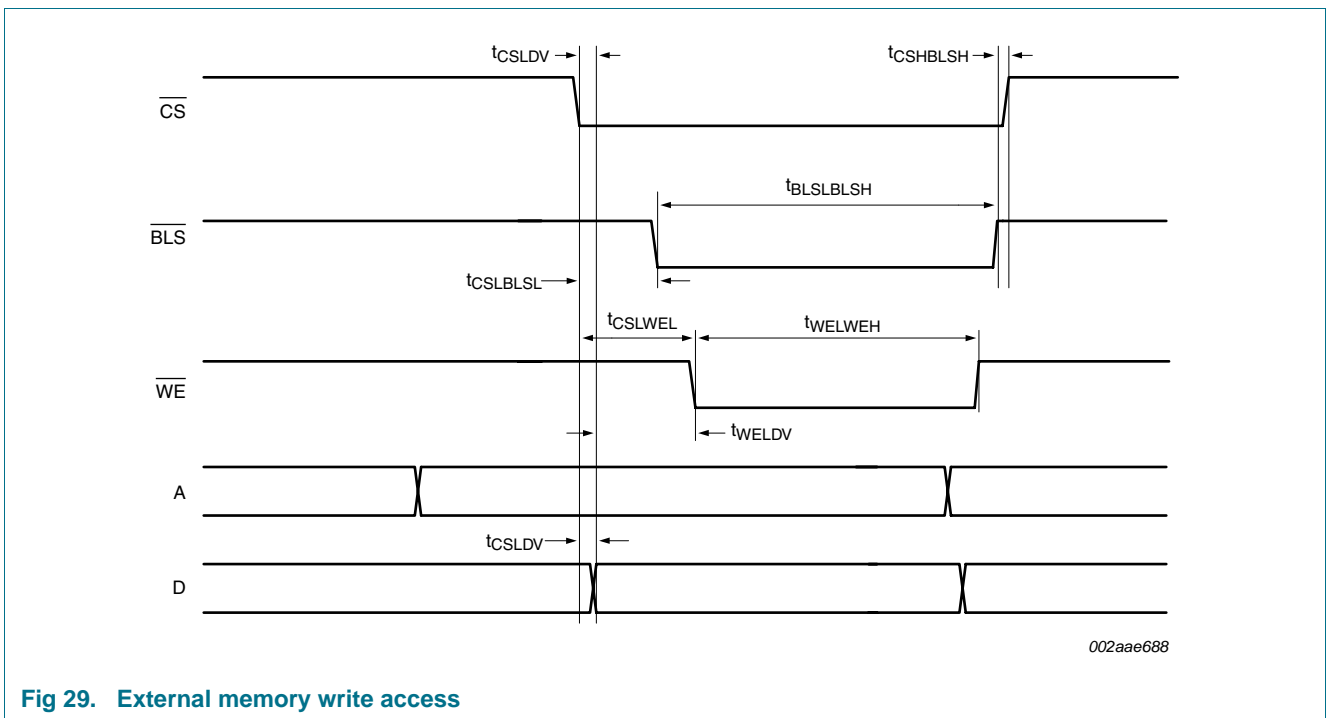 tCSLDV
tCSHBLSH
CS
tBLSLBLSH
BLS
tCSLBLSL
tCSLWEL
tWELWEH
WE
tWELDV
A
tCSLDV
D
002aae688
Fig 29. External memory write access